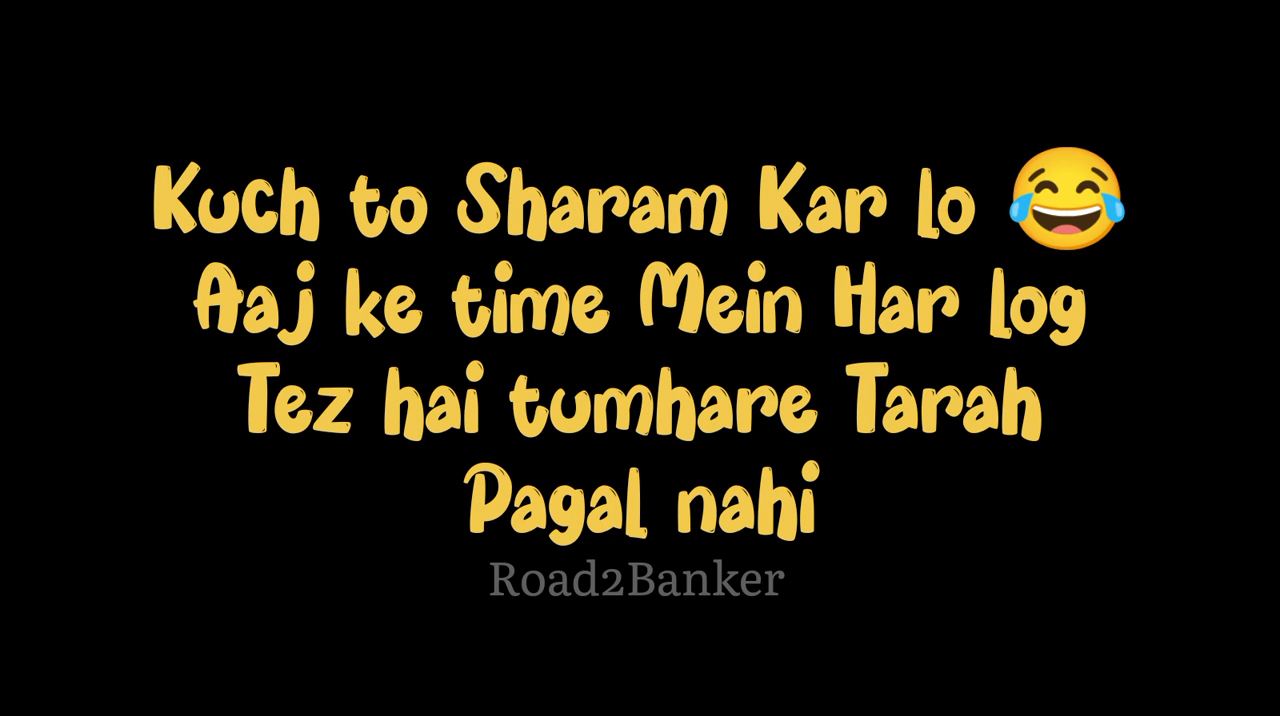 Kuch to Sharam Kar lo 😂
Aaj ke time Mein Har log
Tez hai tumhare Tarah
Pagal nahi
Road2Banker